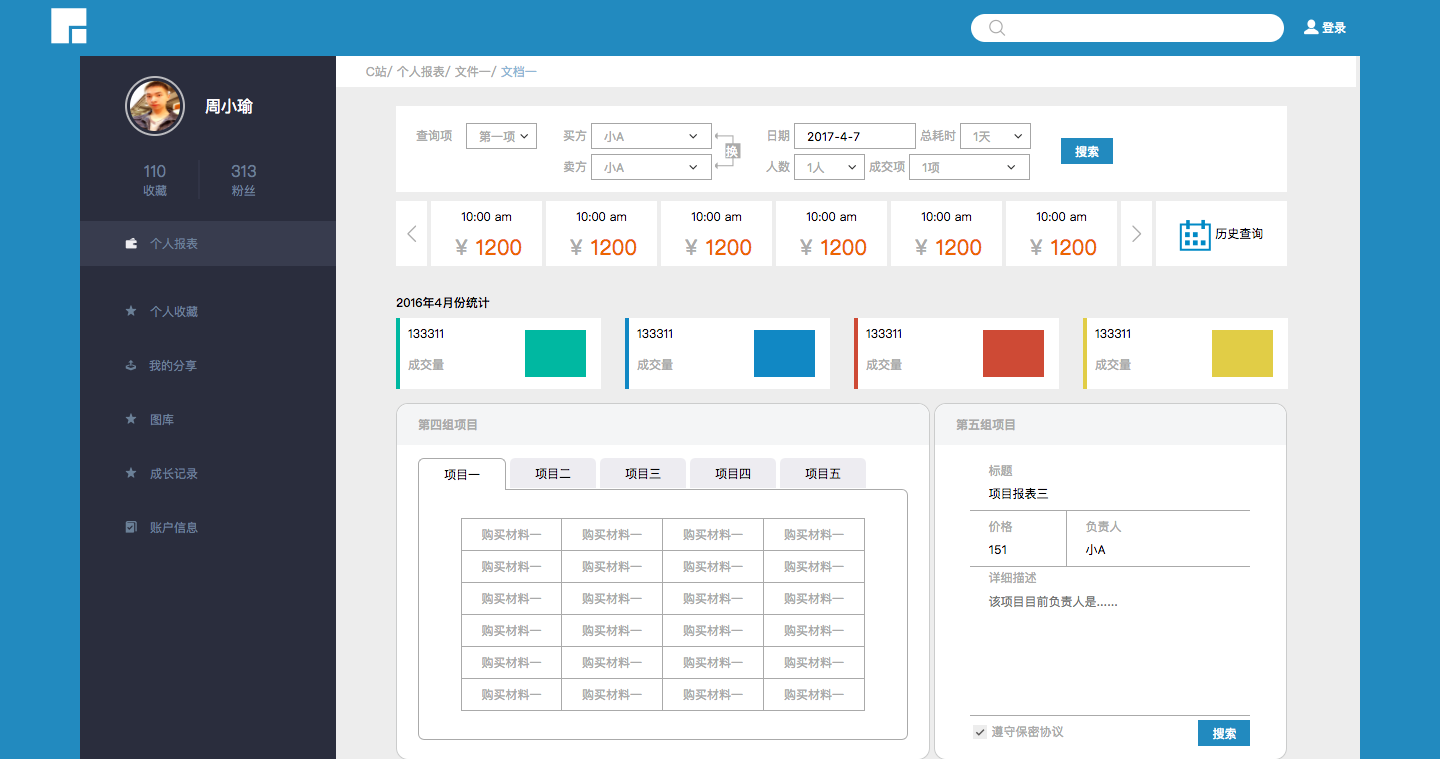 登录
周小瑜
110 313
收藏 粉丝
个人报表
个人收藏
我的分享
图库
成长记录
账户信息
C站/ 个人报表/ 文件一/ 文档一
查询项 第一项 买方 小A 日期 2017-4-7 总耗时 1天
换 搜索
卖方 小A 人数 1人 成交项 1项
10:00 am 10:00 am 10:00 am 10:00 am 10:00 am 10:00 am
¥ 1200 ¥ 1200 ¥ 1200 ¥ 1200 ¥ 1200 ¥ 1200
历史查询
2016年4月份统计
133311 133311 133311 133311
成交量 成交量 成交量 成交量
第四组项目
项目一 项目二 项目三 项目四 项目五
购买材料一 购买材料一 购买材料一 购买材料一
购买材料一 购买材料一 购买材料一 购买材料一
购买材料一 购买材料一 购买材料一 购买材料一
购买材料一 购买材料一 购买材料一 购买材料一
购买材料一 购买材料一 购买材料一 购买材料一
购买材料一 购买材料一 购买材料一 购买材料一
第五组项目
标题
项目报表三
价格 负责人
151 小A
详细描述
该项目目前负责人是......
遵守保密协议 搜索